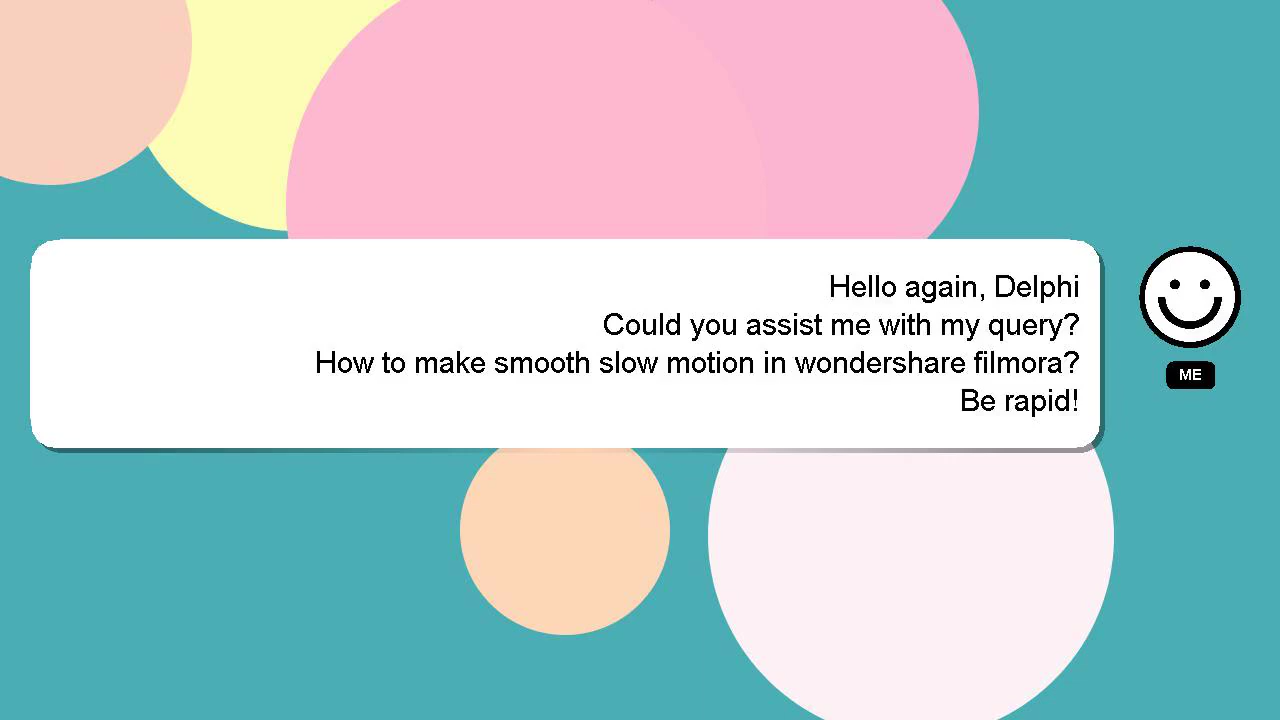 Hello again, Delphi
Could you assist me with my query?
How to make smooth slow motion in wondershare filmora?
Be rapid!
ME